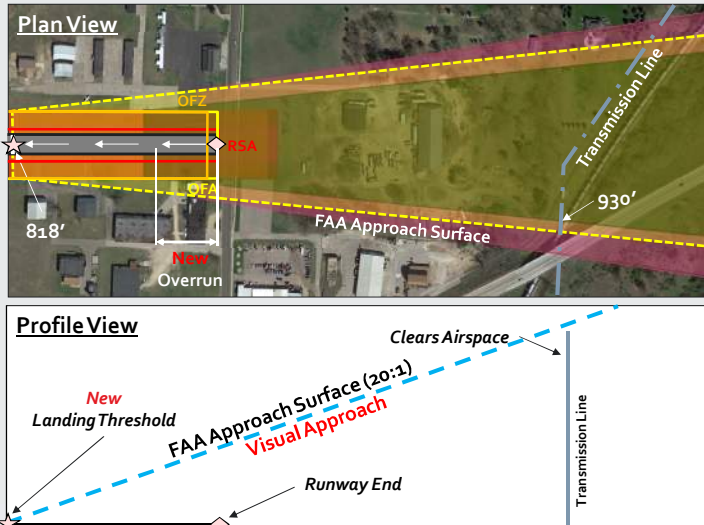 Plan View
OFZ
RSA
OFA
818’
New
Overrun
FAA Approach Surface
Transmission Line
930’
Profile View
Clears Airspace
New
Landing Threshold
FAA Approach Surface (20:1)
Visual Approach
Runway End
Transmission Line